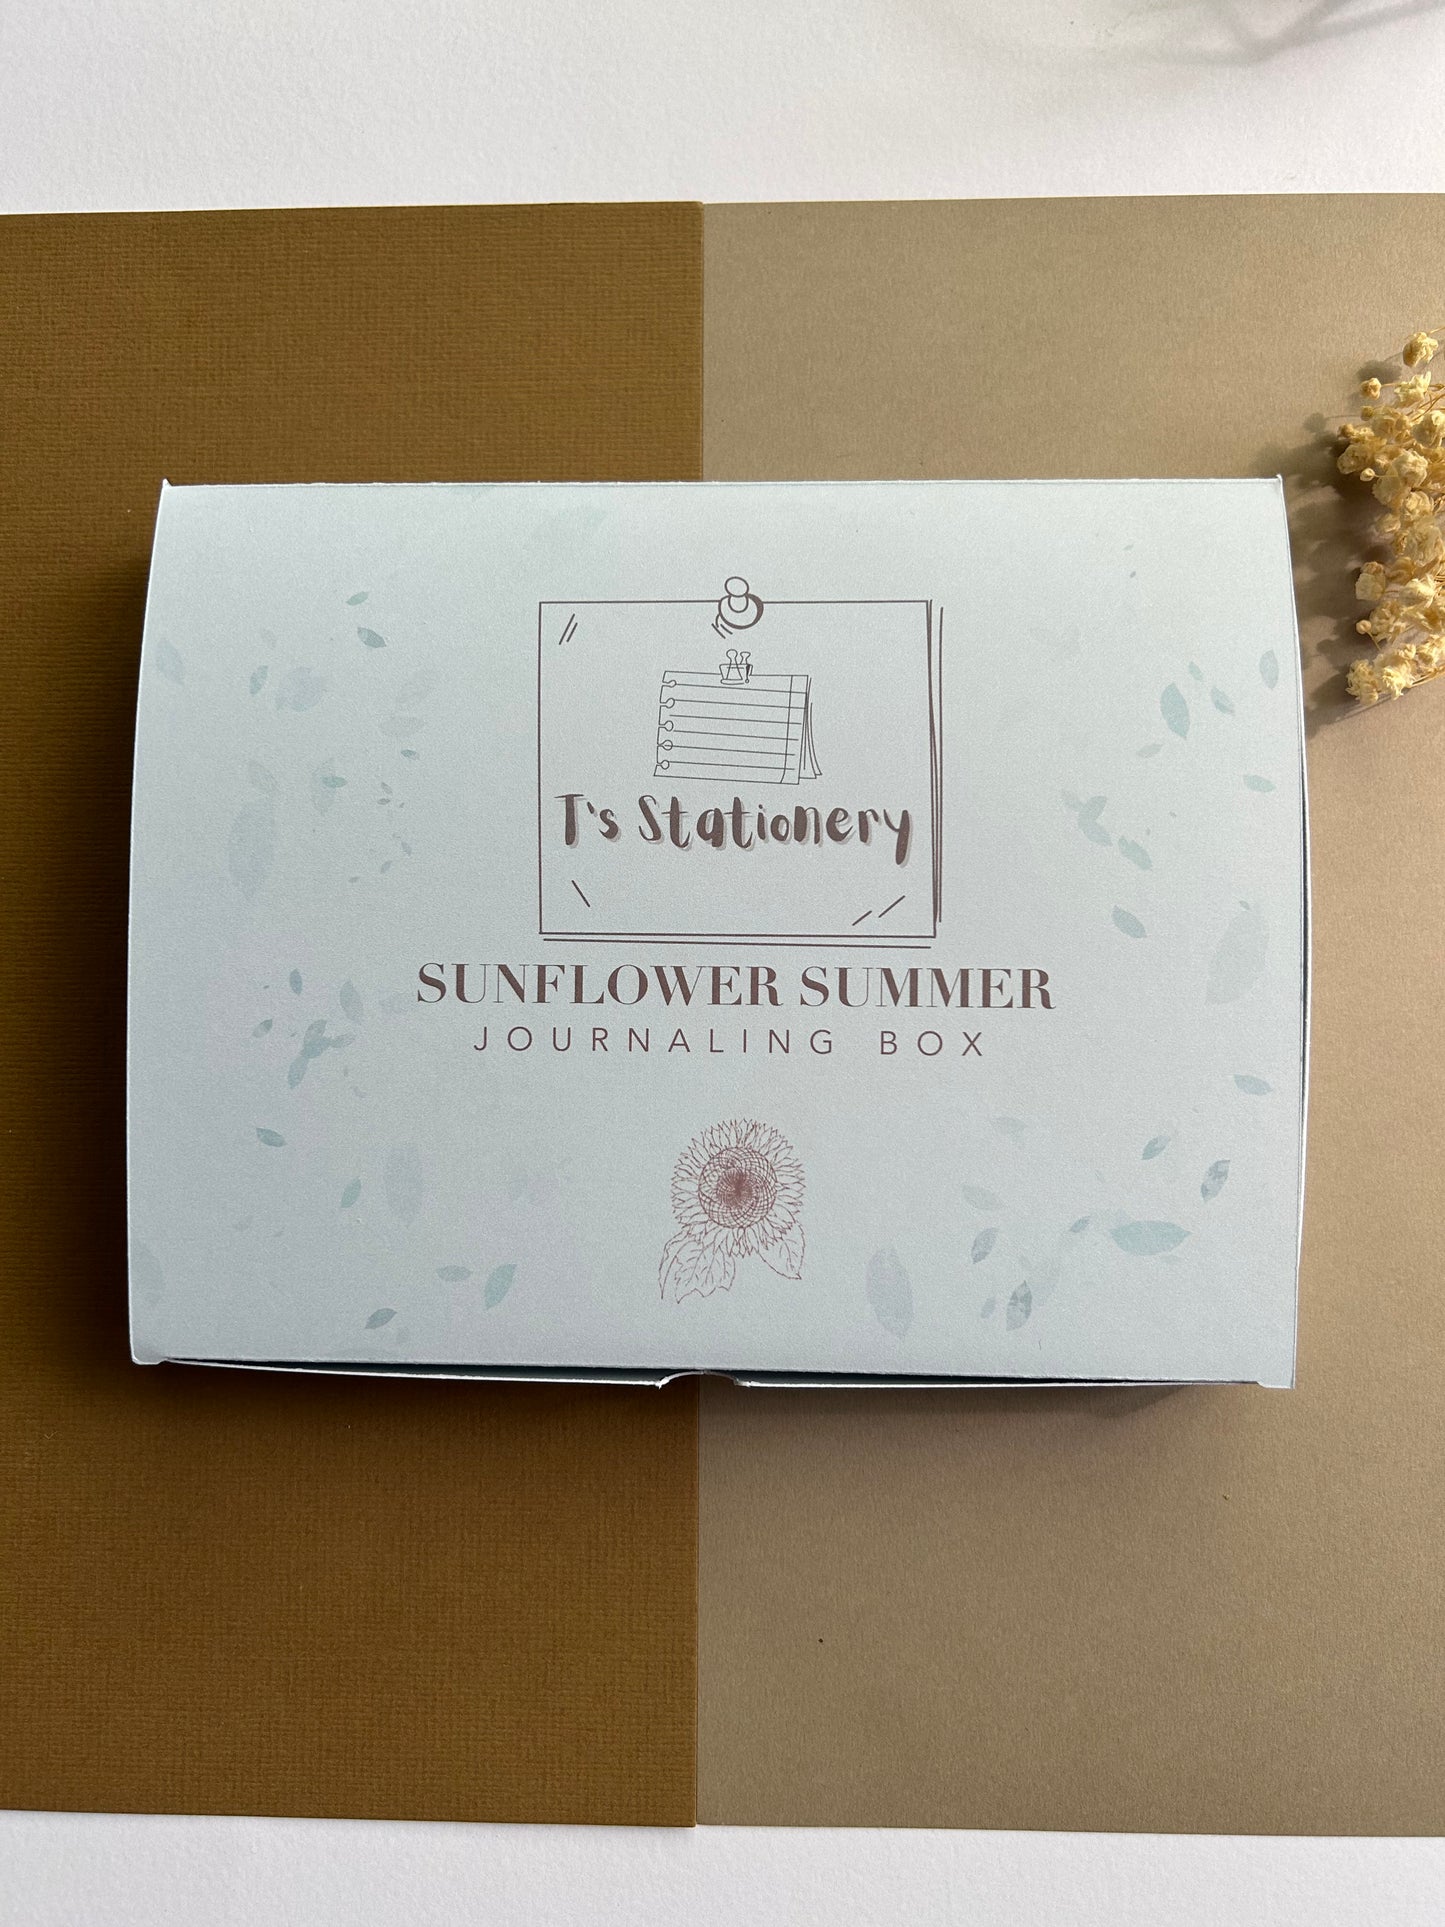 T's Stationery
SUNFLOWER SUMMER
JOURNALING BOX